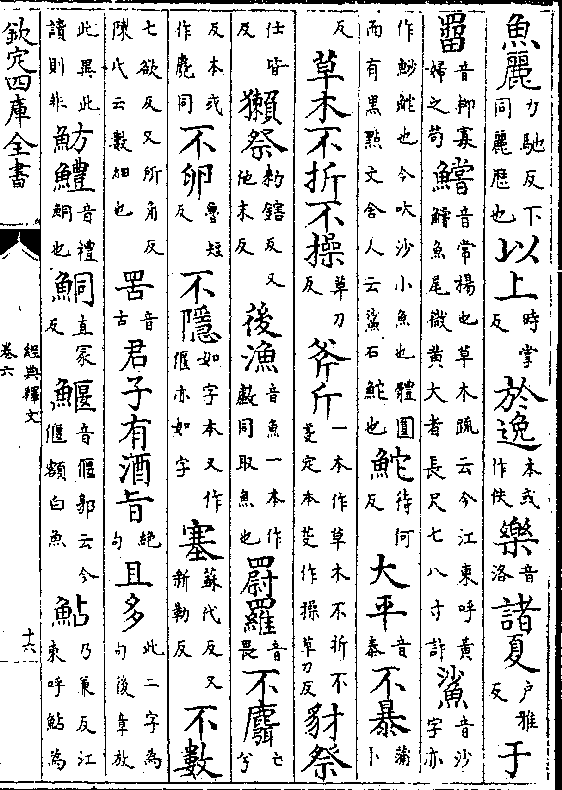 魚麗力馳反下同麗歴也以上時掌反於逸本或作佚樂音洛諸夏户雅反于
罶音柳寡婦之笱鱨音常楊也草木疏云今江東呼黄鱨魚尾微黄大者長尺七八寸許鯊音沙字亦
作魦鮀也今吹沙小魚也體圓而有黑點文舍人云鯊石鮀也鮀待何反大平音泰不暴蒲卜
反草木不折不操草刀反斧斤一本作草木不折不芟定本芟作操草刀反豺祭
仕皆反獺祭杓鎋反又他末反後漁音魚一本作同取魚也罻羅音畏不麛亡兮
反本或作麑同不卵魯短反不隱如字本又作偃亦如字塞蘇代反又新勒反不數
七欲反又所角反陳氏云數細也罟音古君子有酒旨絶句且多此二字為句後章放
此異此讀則非魴鱧音禮鮦也鮦直冢反鰋音偃郭云今偃額白魚鮎乃兼反江東呼鮎為
欽定四庫全書
經典釋文
卷六
十六